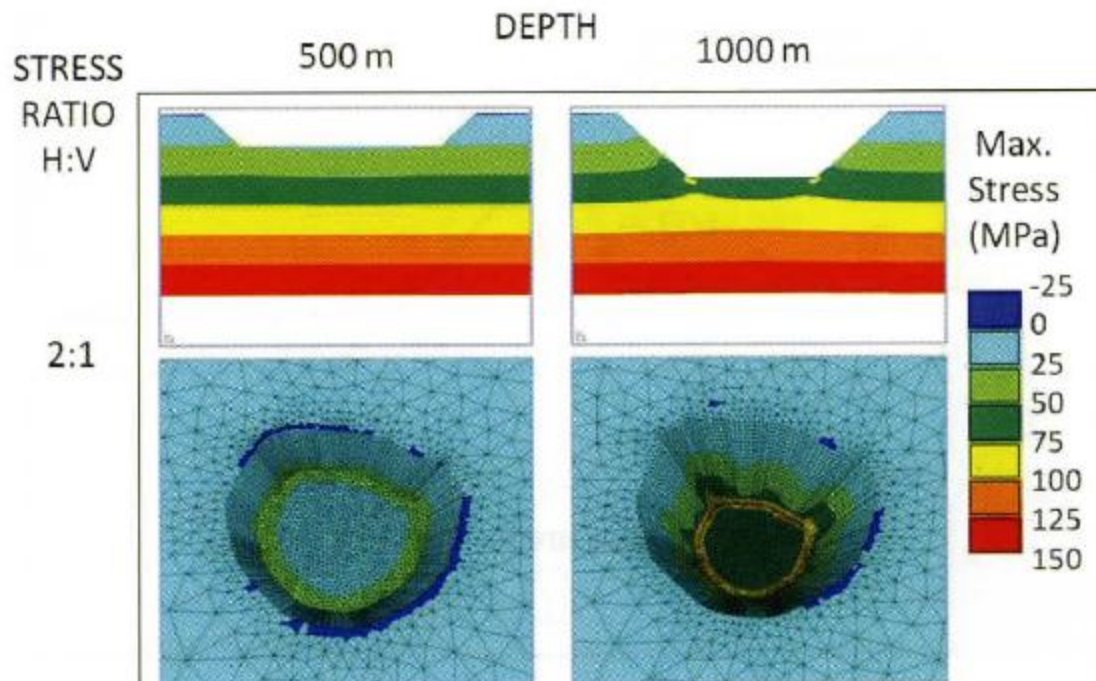 DEPTH
500 m
1000 m
STRESS
RATIO
H:V
2:1
Max.
Stress
(MPa)
-25
0
25
50
75
100
125
150